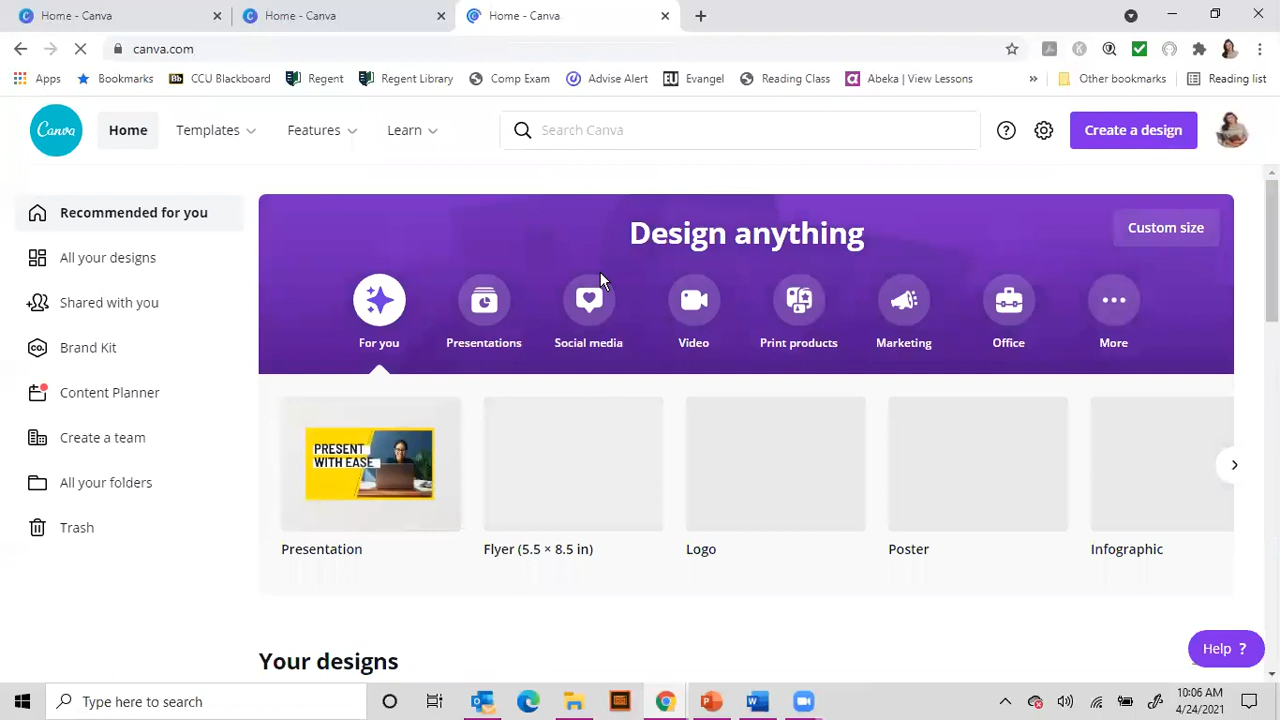 Home - Canva
Home - Canva
Home - Canva
canva.com
Apps
Bookmarks
Bb
CCU Blackboard
Regent
Regent Library
Comp Exam
Advise Alert
EU
Evangel
Reading Class
a
Abeka | View Lessons
»
Other bookmarks
Reading list
Canva
Home
Templates
Features
Learn
Search Canva
?
Create a design
Recommended for you
All your designs
Shared with you
CO.
Brand Kit
Content Planner
Create a team
All your folders
Trash
Design anything
Custom size
For you
Presentations
Social media
Video
Print products
Marketing
Office
More
PRESENT
WITH EASE
Presentation
Flyer (5.5 × 8.5 in)
Logo
Poster
Infographic
Your designs
Help ?
Type here to search
10:06 AM
4/24/2021